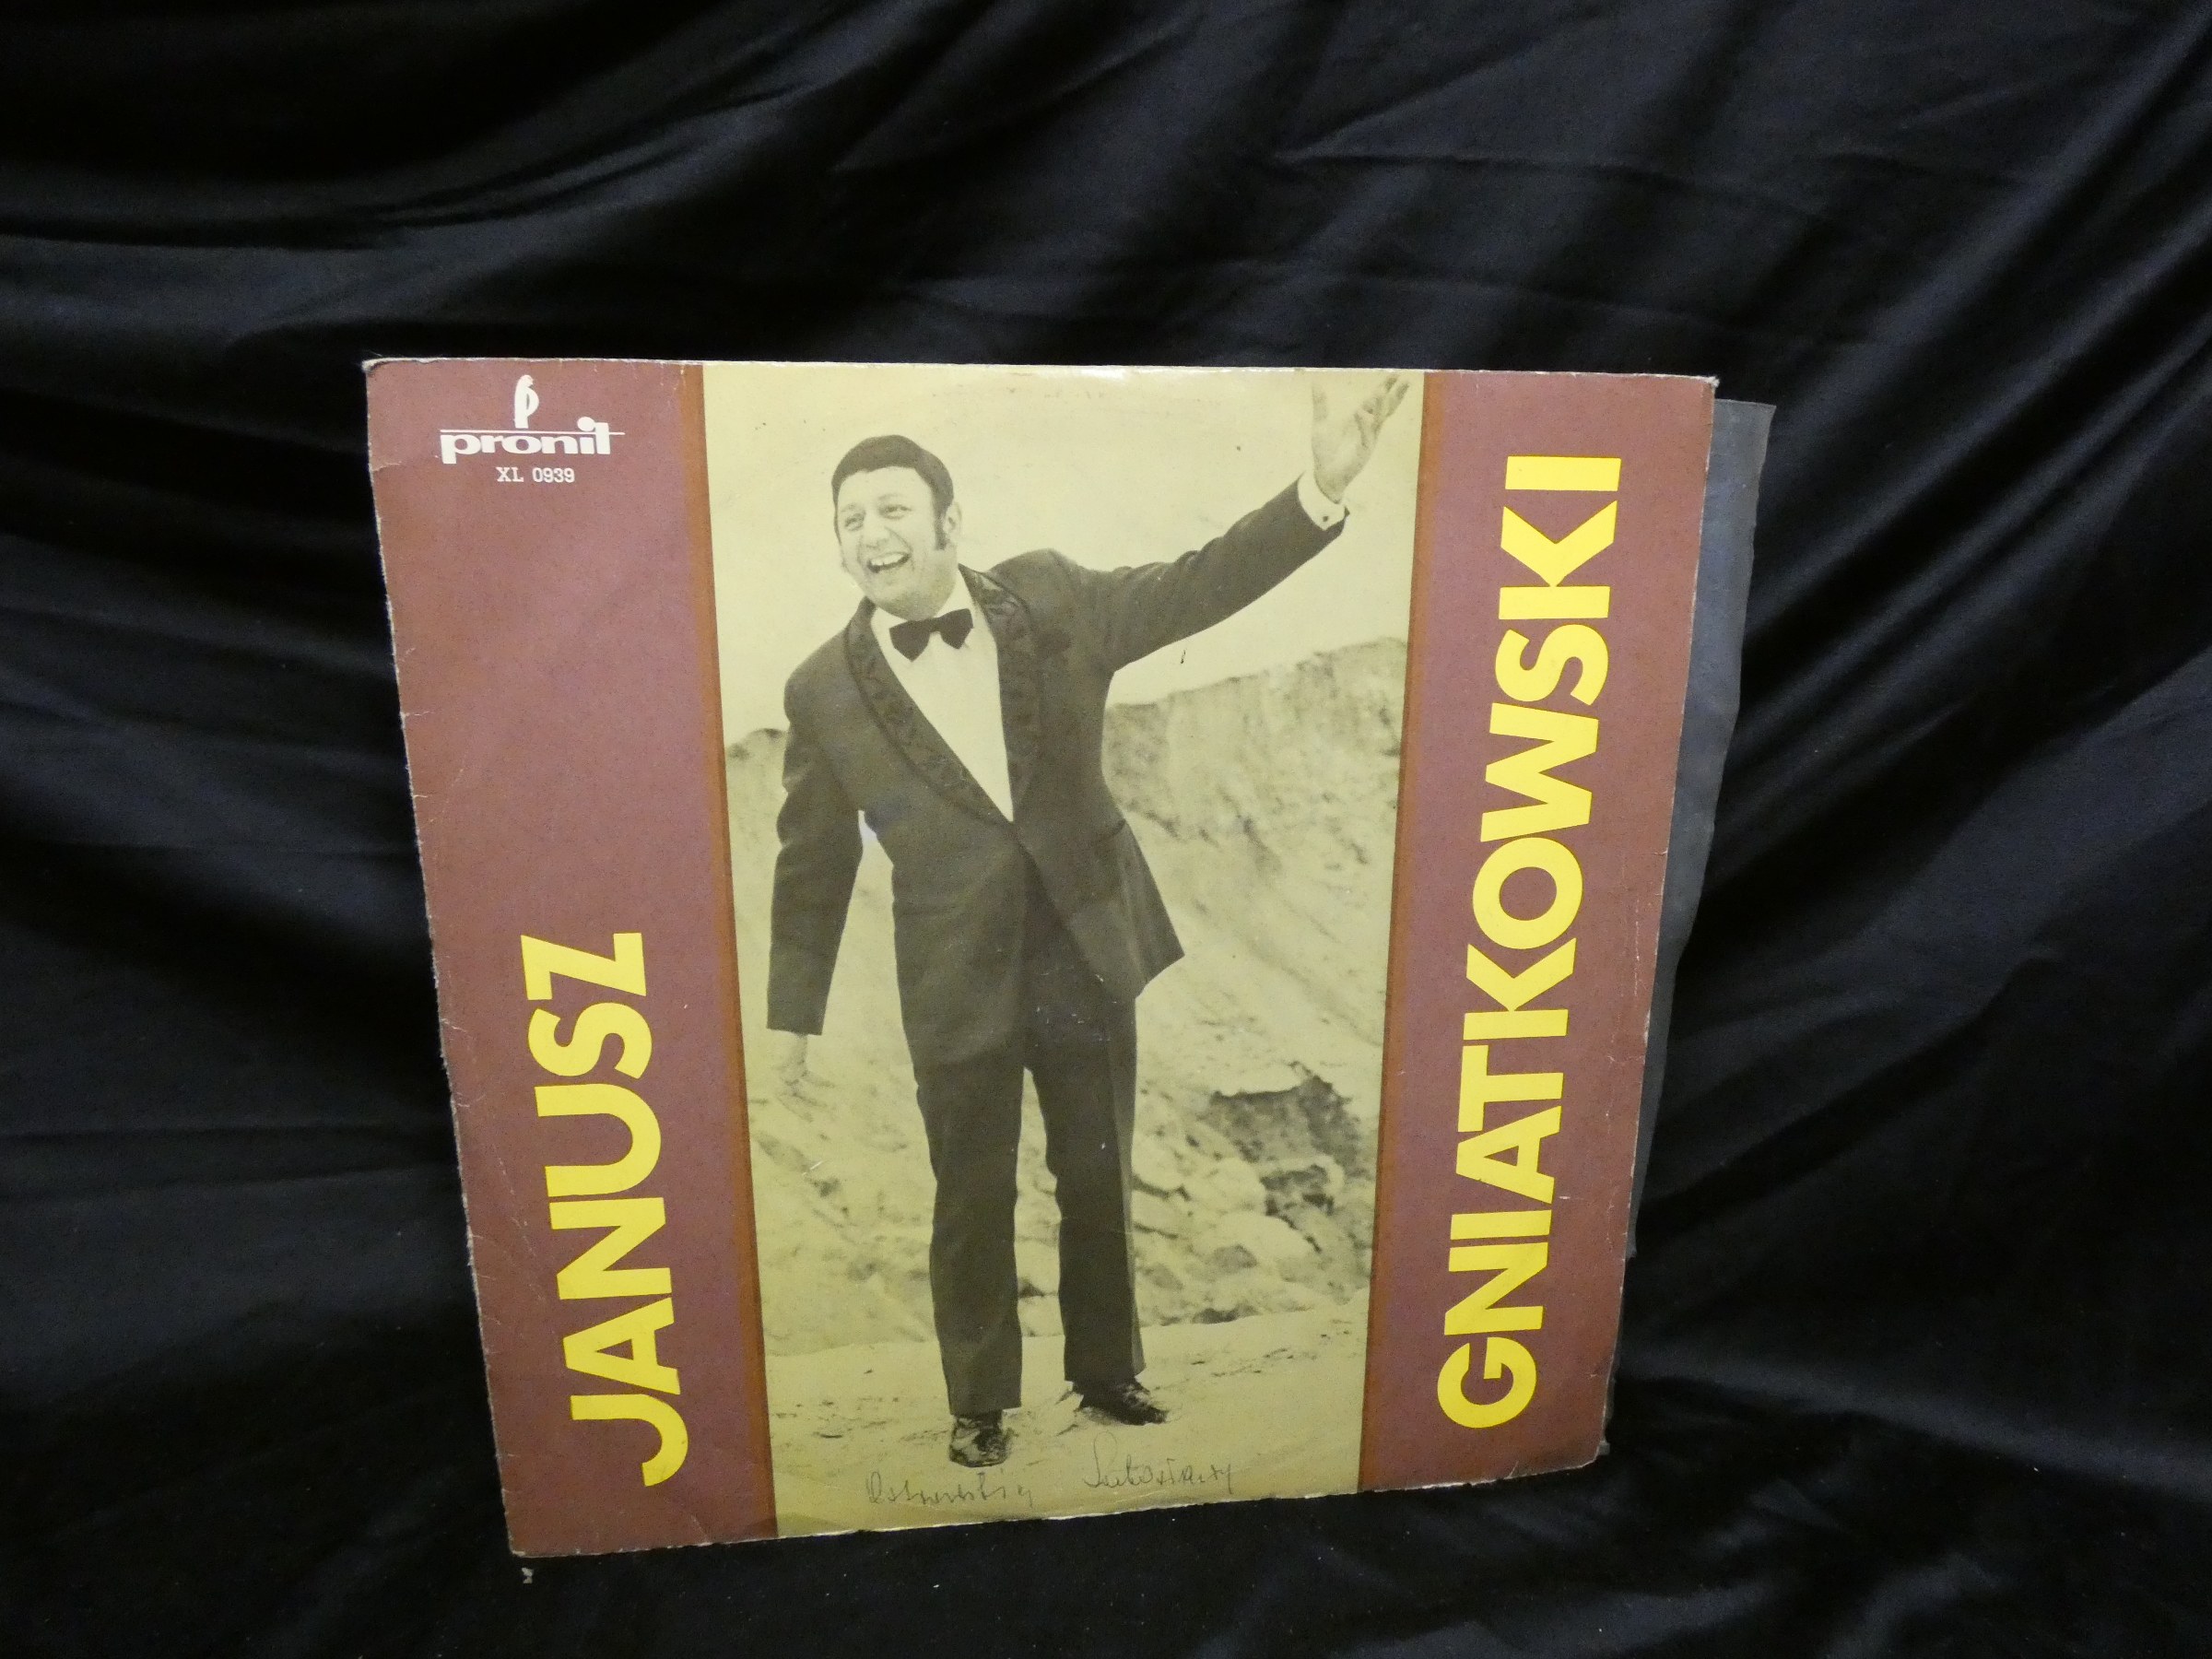 pronit
XL 0939
JANUSZ
GNIATKOWSKI